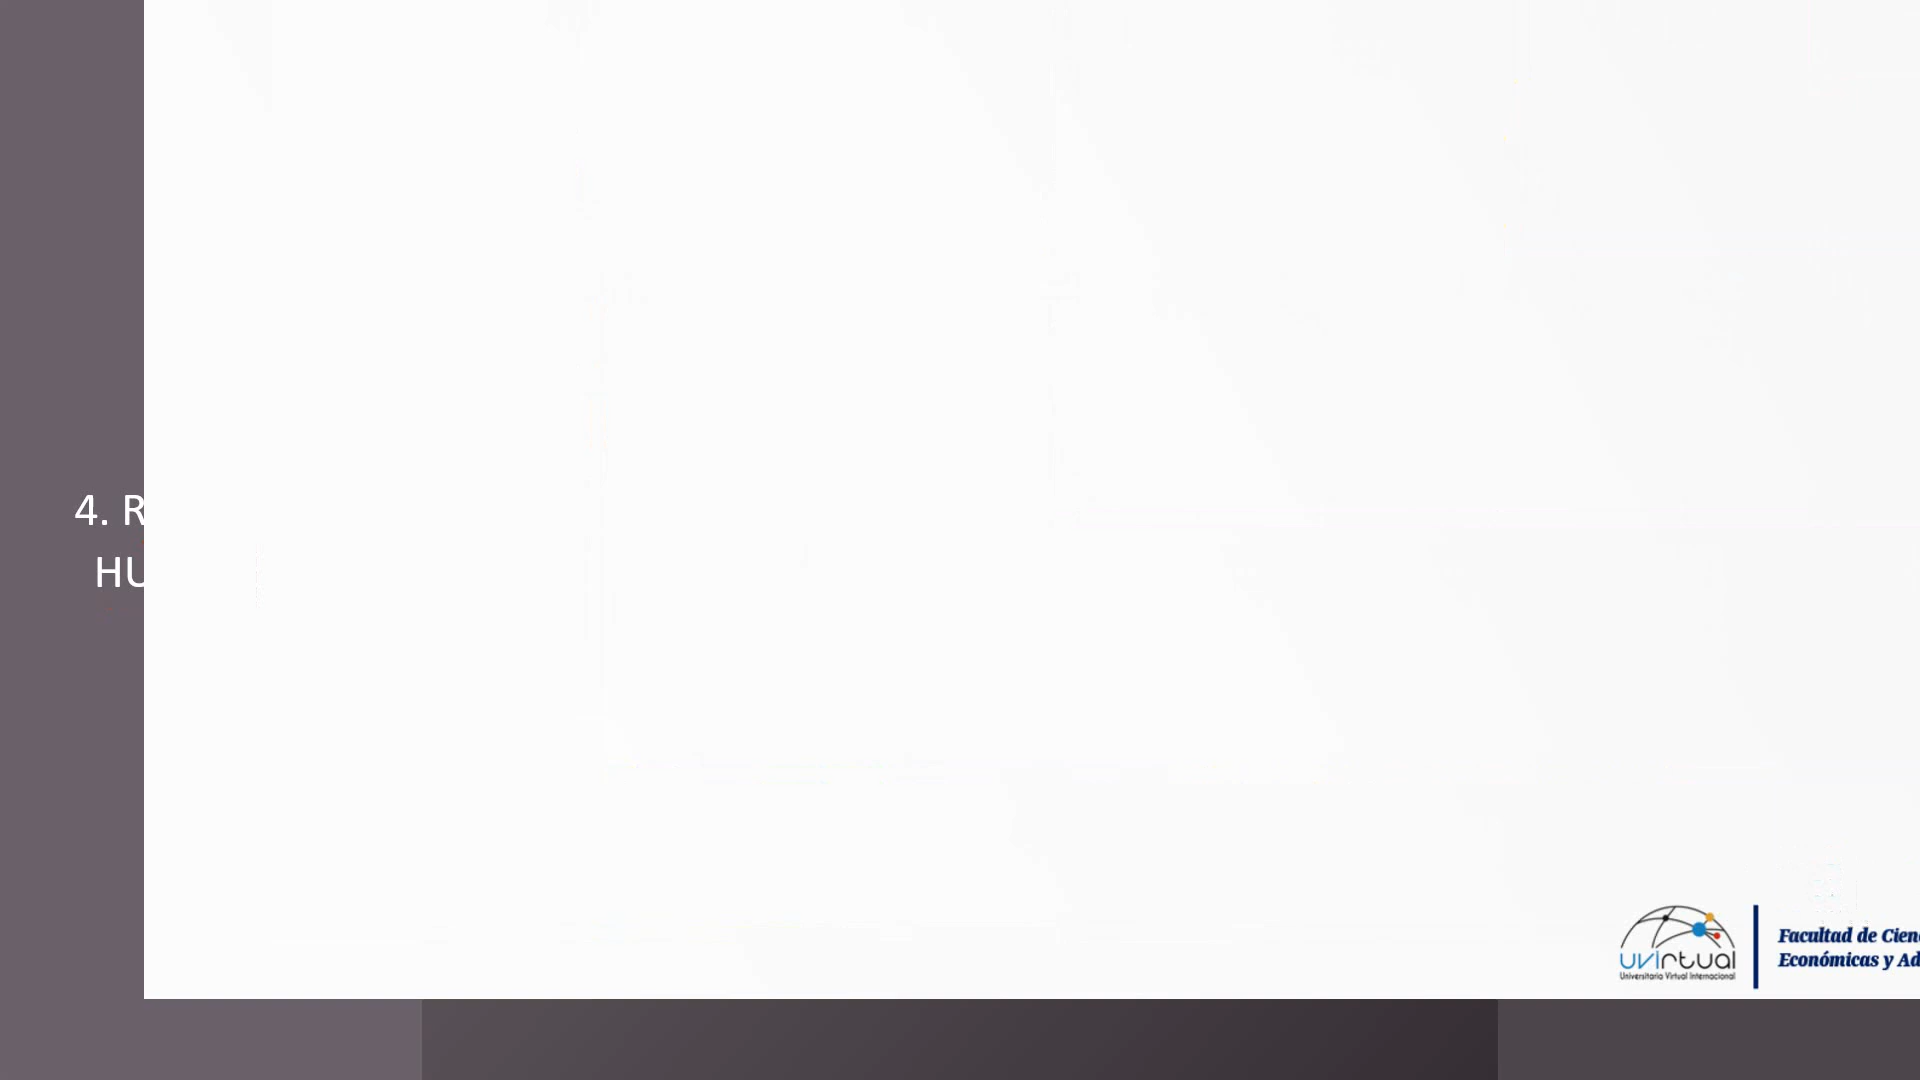 4. R
HU
uvirtual
Universitaria Virtual Internacional
Facultad de Cien
Económicas y Ad